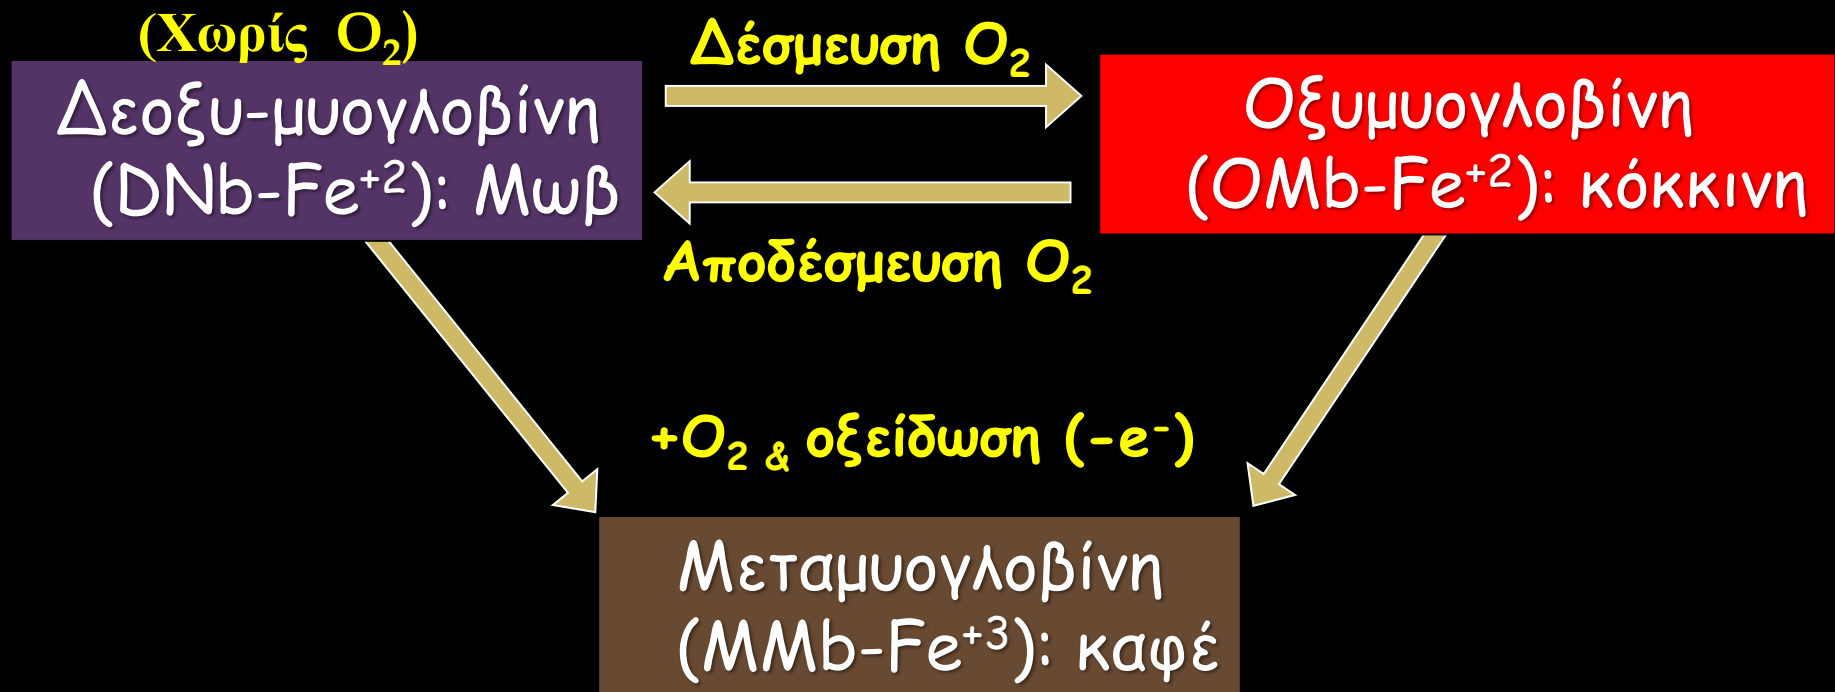 (Χωρίς O2)
Δεοξυ-μυογλοβίνη
(DNb-Fe+2): Μωβ
Δέσμευση O2
Αποδέσμευση O2
Οξυμυογλοβίνη
(OMb-Fe+2): κόκκινη
+O2 & οξείδωση (-e-)
Μεταμυογλοβίνη
(MMb-Fe+3): καφέ